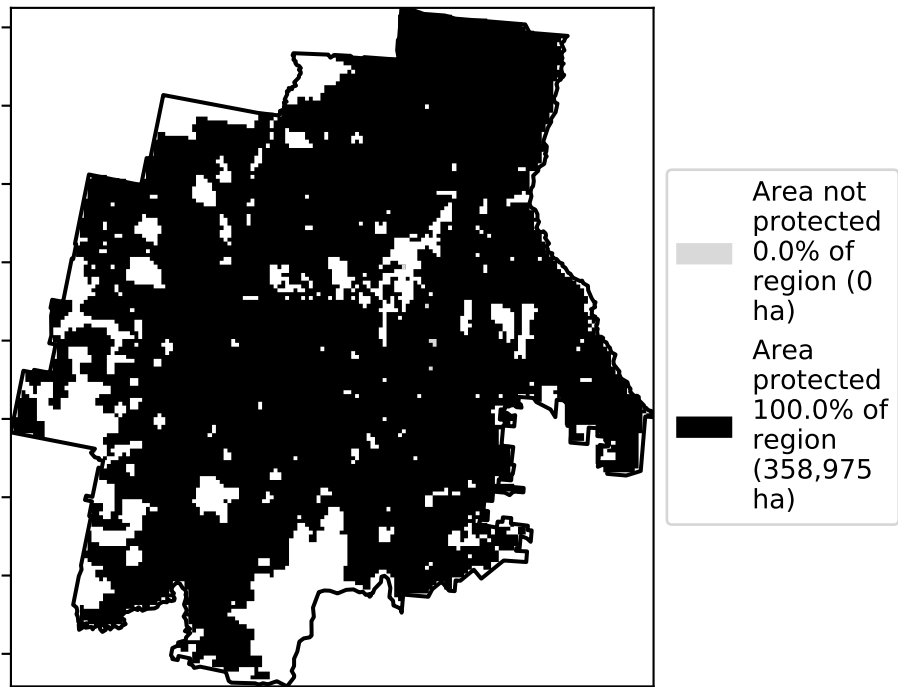 Area not
protected
0.0% of
region (0
ha)
Area
protected
100.0% of
region
(358,975
ha)